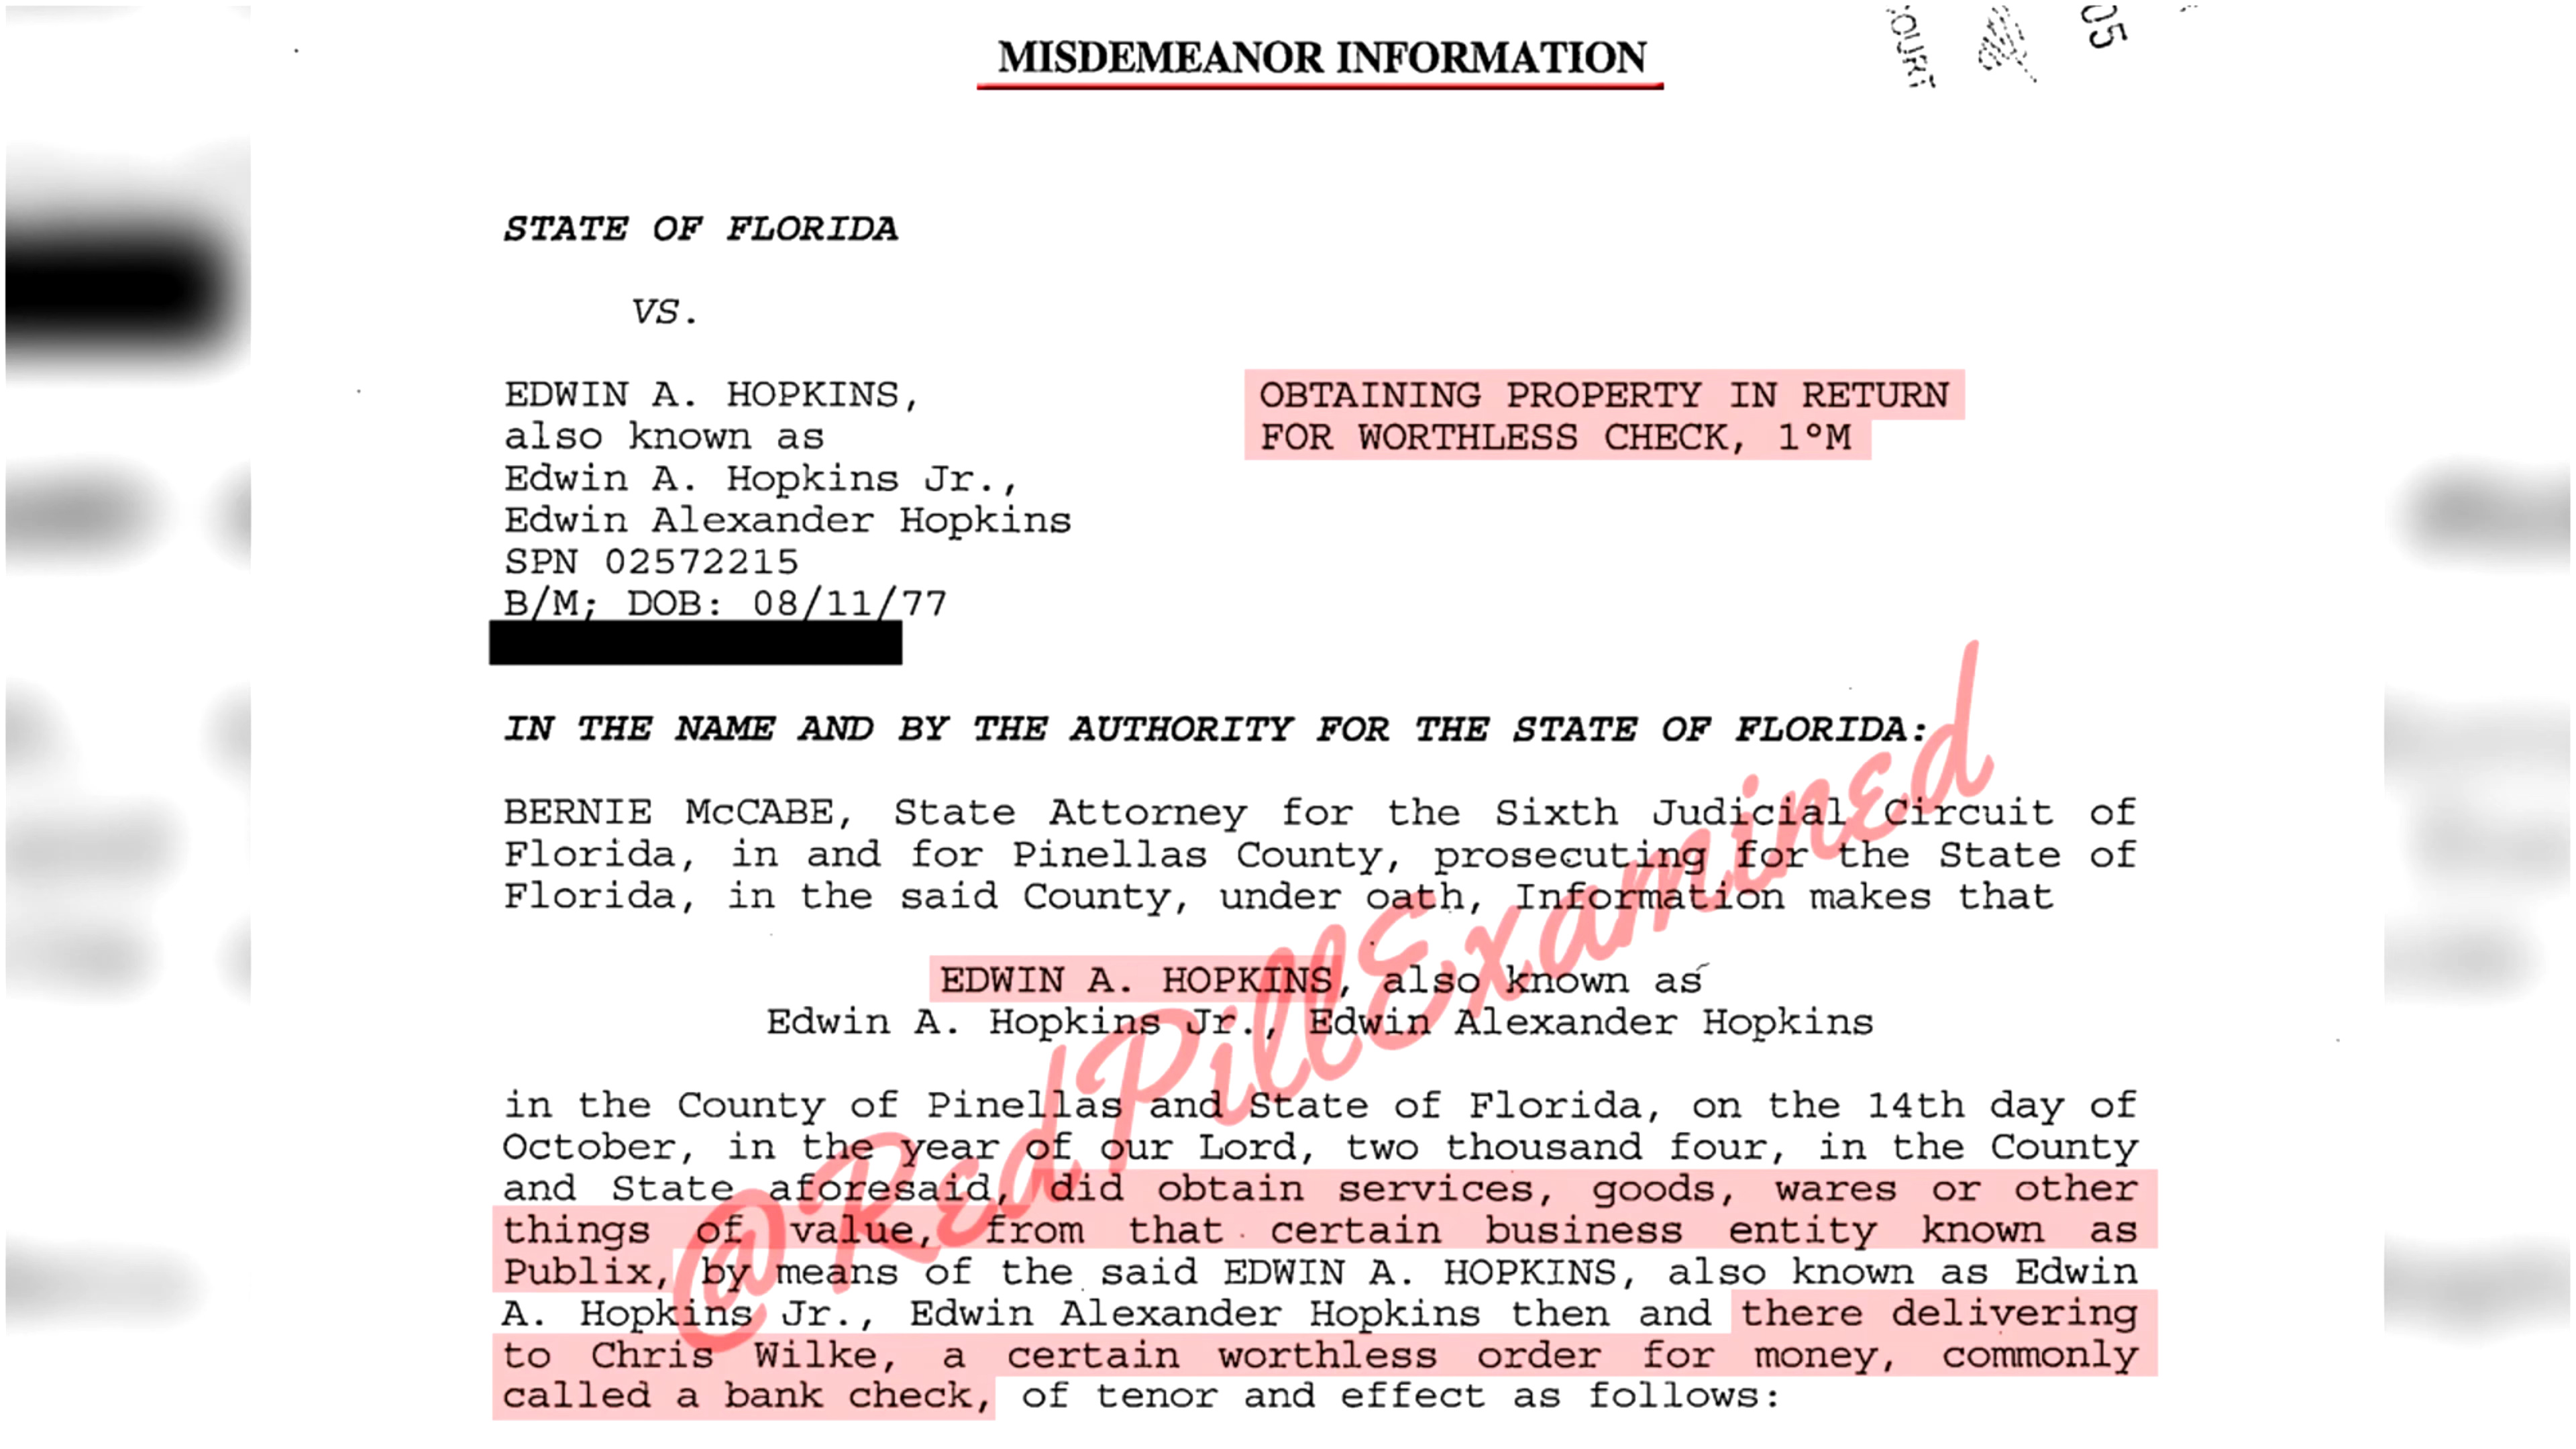 MISDEMEANOR INFORMATION
OURT
05
STATE OF FLORIDA
VS.
EDWIN A. HOPKINS,
also known as
Edwin A. Hopkins Jr.,
Edwin Alexander Hopkins
SPN 02572215
B/M; DOB: 08/11/77
OBTAINING PROPERTY IN RETURN
FOR WORTHLESS CHECK, 1°M
IN THE NAME AND BY THE AUTHORITY FOR THE STATE OF FLORIDA:
BERNIE McCABE, State Attorney for the Sixth Judicial Circuit of
Florida, in and for Pinellas County, prosecuting for the State of
Florida, in the said County, under oath, Information makes that
EDWIN A. HOPKINS, also known as
Edwin A. Hopkins Jr., Edwin Alexander Hopkins
in the County of Pinellas and State of Florida, on the 14th day of
October, in the year of our Lord, two thousand four, in the County
and State aforesaid, did obtain services, goods, wares or other
things of value, from that certain business entity known as
Publix, by means of the said EDWIN A. HOPKINS, also known as Edwin
A. Hopkins Jr., Edwin Alexander Hopkins then and there delivering
to Chris Wilke, a certain worthless order for money, commonly
called a bank check, of tenor and effect as follows:
@RedPillExamined